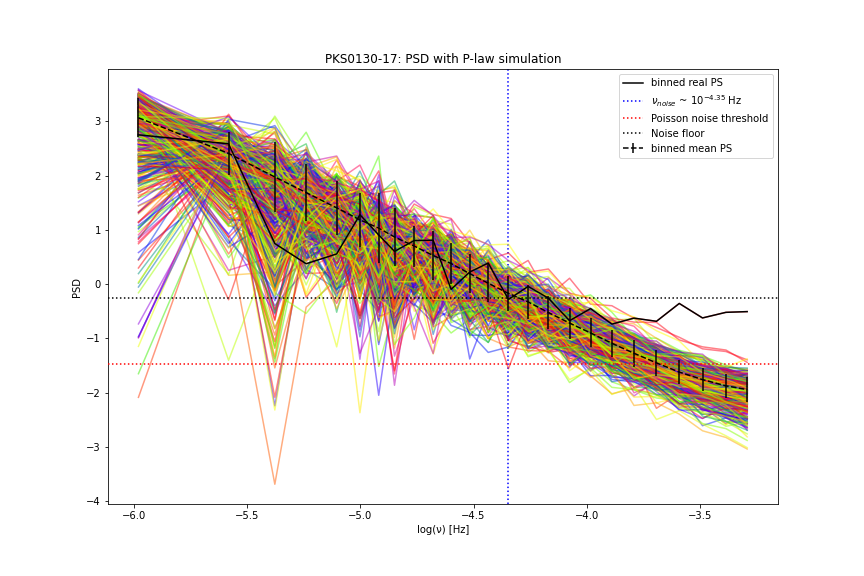 PKS0130-17: PSD with P-law simulation
binned real PS
ν_noise ~ 10^−4.35 Hz
Poisson noise threshold
Noise floor
binned mean PS
PSD
3
2
1
0
−1
−2
−3
−4
−6.0
−5.5
−5.0
−4.5
−4.0
−3.5
log(ν) [Hz]